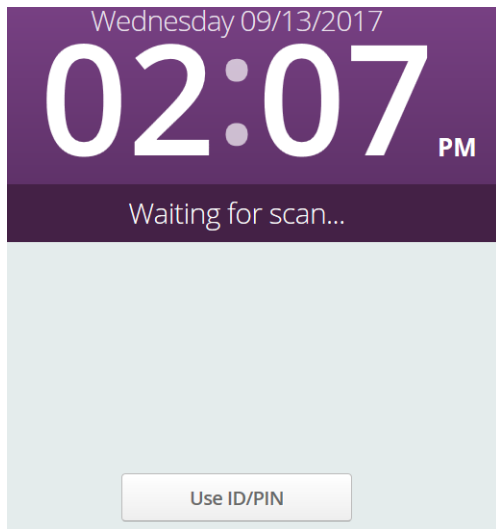 Wednesday 09/13/2017
02:07 PM
Waiting for scan...
Use ID/PIN